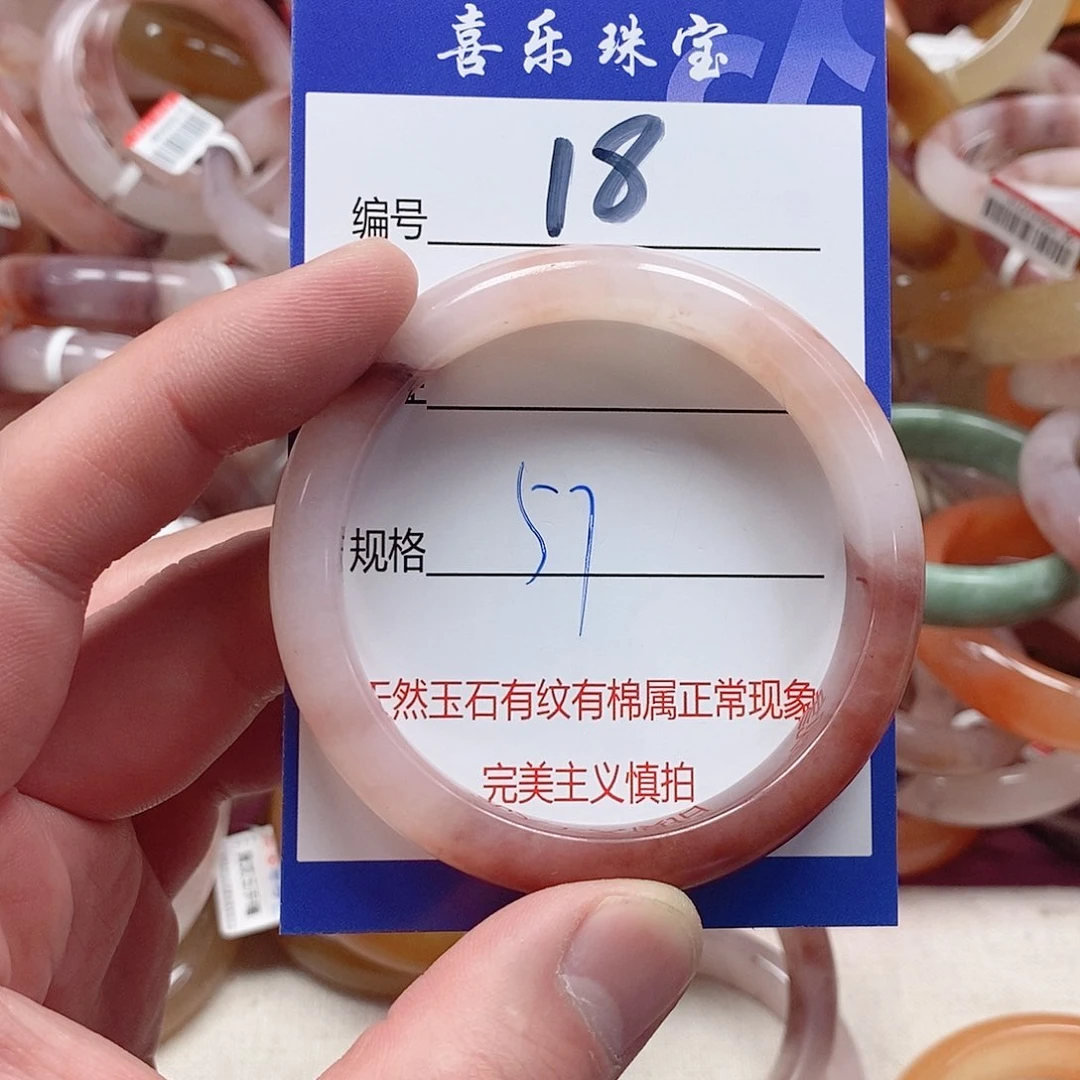 喜乐珠宝
编号 18
规格 57
天然玉石有纹有棉属正常现象
完美主义慎拍